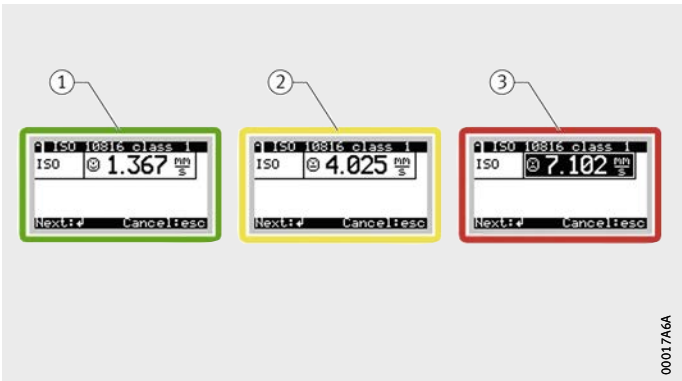 1
2
3
ISO 10816 class 1
ISO 1.367 mm/s
Next:↲ Cancel:esc
ISO 10816 class 1
ISO 4.025 mm/s
Next:↲ Cancel:esc
ISO 10816 class 1
ISO 7.102 mm/s
Next:↲ Cancel:esc
00017A6A